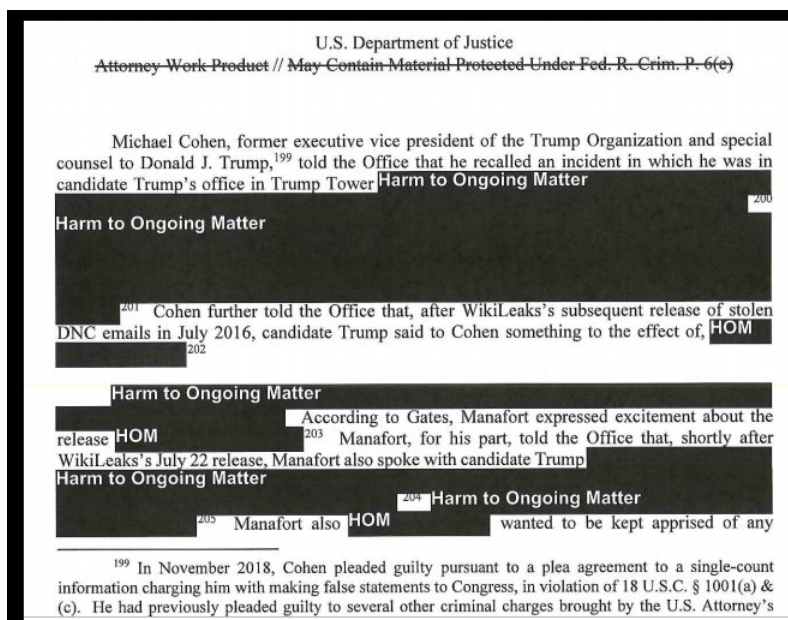 U.S. Department of Justice
Attorney Work Product // May Contain Material Protected Under Fed. R. Crim. P. 6(e)
Michael Cohen, former executive vice president of the Trump Organization and special
counsel to Donald J. Trump,199 told the Office that he recalled an incident in which he was in
candidate Trump's office in Trump Tower Harm to Ongoing Matter
200
Harm to Ongoing Matter
201 Cohen further told the Office that, after WikiLeaks's subsequent release of stolen
DNC emails in July 2016, candidate Trump said to Cohen something to the effect of, HOM
202
Harm to Ongoing Matter
According to Gates, Manafort expressed excitement about the
release HOM 203 Manafort, for his part, told the Office that, shortly after
WikiLeaks's July 22 release, Manafort also spoke with candidate Trump
Harm to Ongoing Matter
204 Harm to Ongoing Matter
205 Manafort also HOM wanted to be kept apprised of any
199 In November 2018, Cohen pleaded guilty pursuant to a plea agreement to a single-count
information charging him with making false statements to Congress, in violation of 18 U.S.C. § 1001(a) &
(c). He had previously pleaded guilty to several other criminal charges brought by the U.S. Attorney's